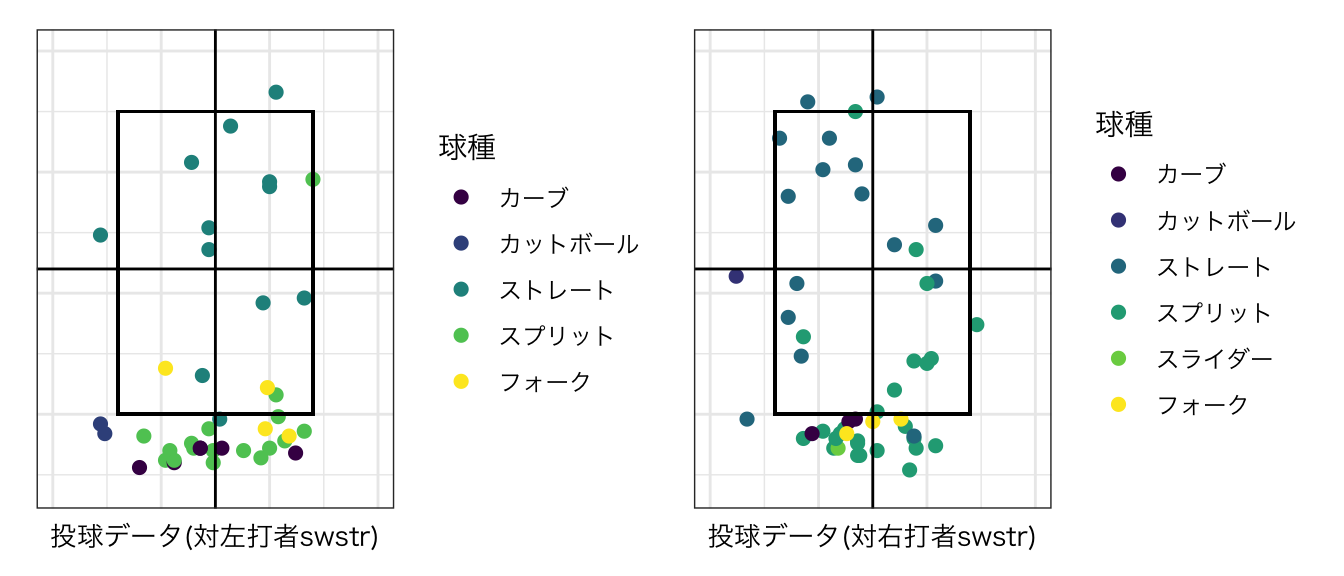 球種
カーブ
カットボール
ストレート
スプリット
フォーク
投球データ(対左打者swstr)
球種
カーブ
カットボール
ストレート
スプリット
スライダー
フォーク
投球データ(対右打者swstr)